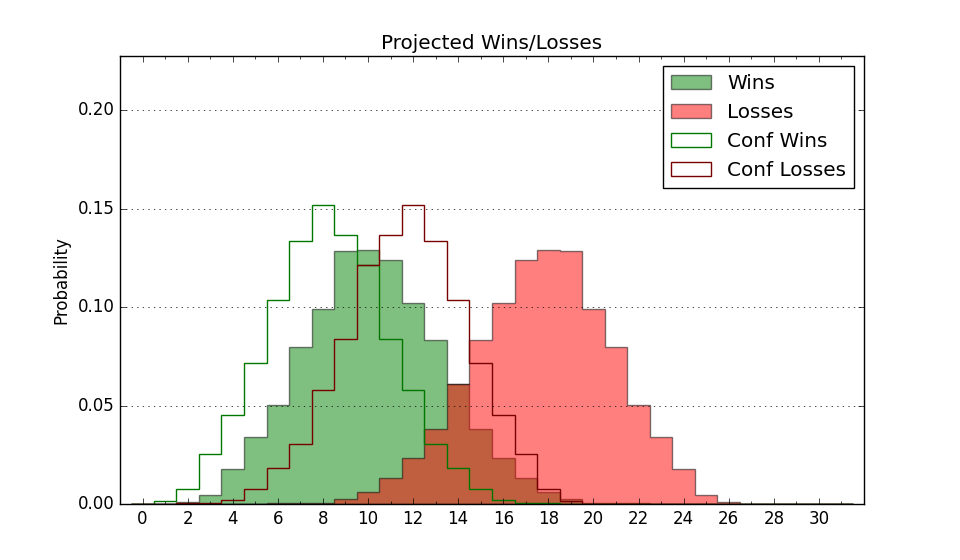 Projected Wins/Losses
Wins
Losses
Conf Wins
Conf Losses
Probability
0.20
0.15
0.10
0.05
0.00
0 2 4 6 8 10 12 14 16 18 20 22 24 26 28 30